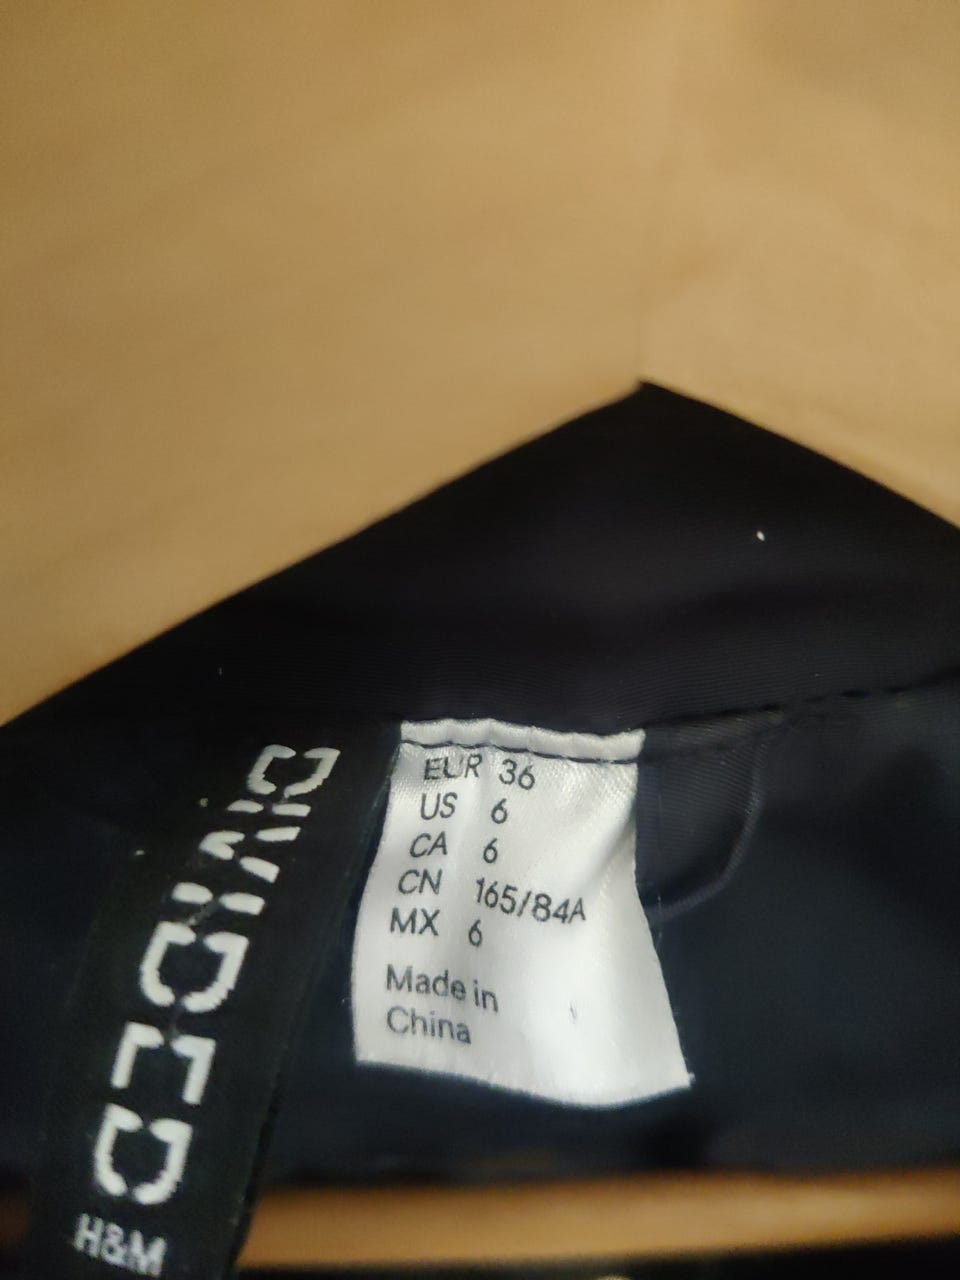 DIVIDED
H&M
EUR 36
US 6
CA 6
CN 165/84A
MX 6
Made in
China